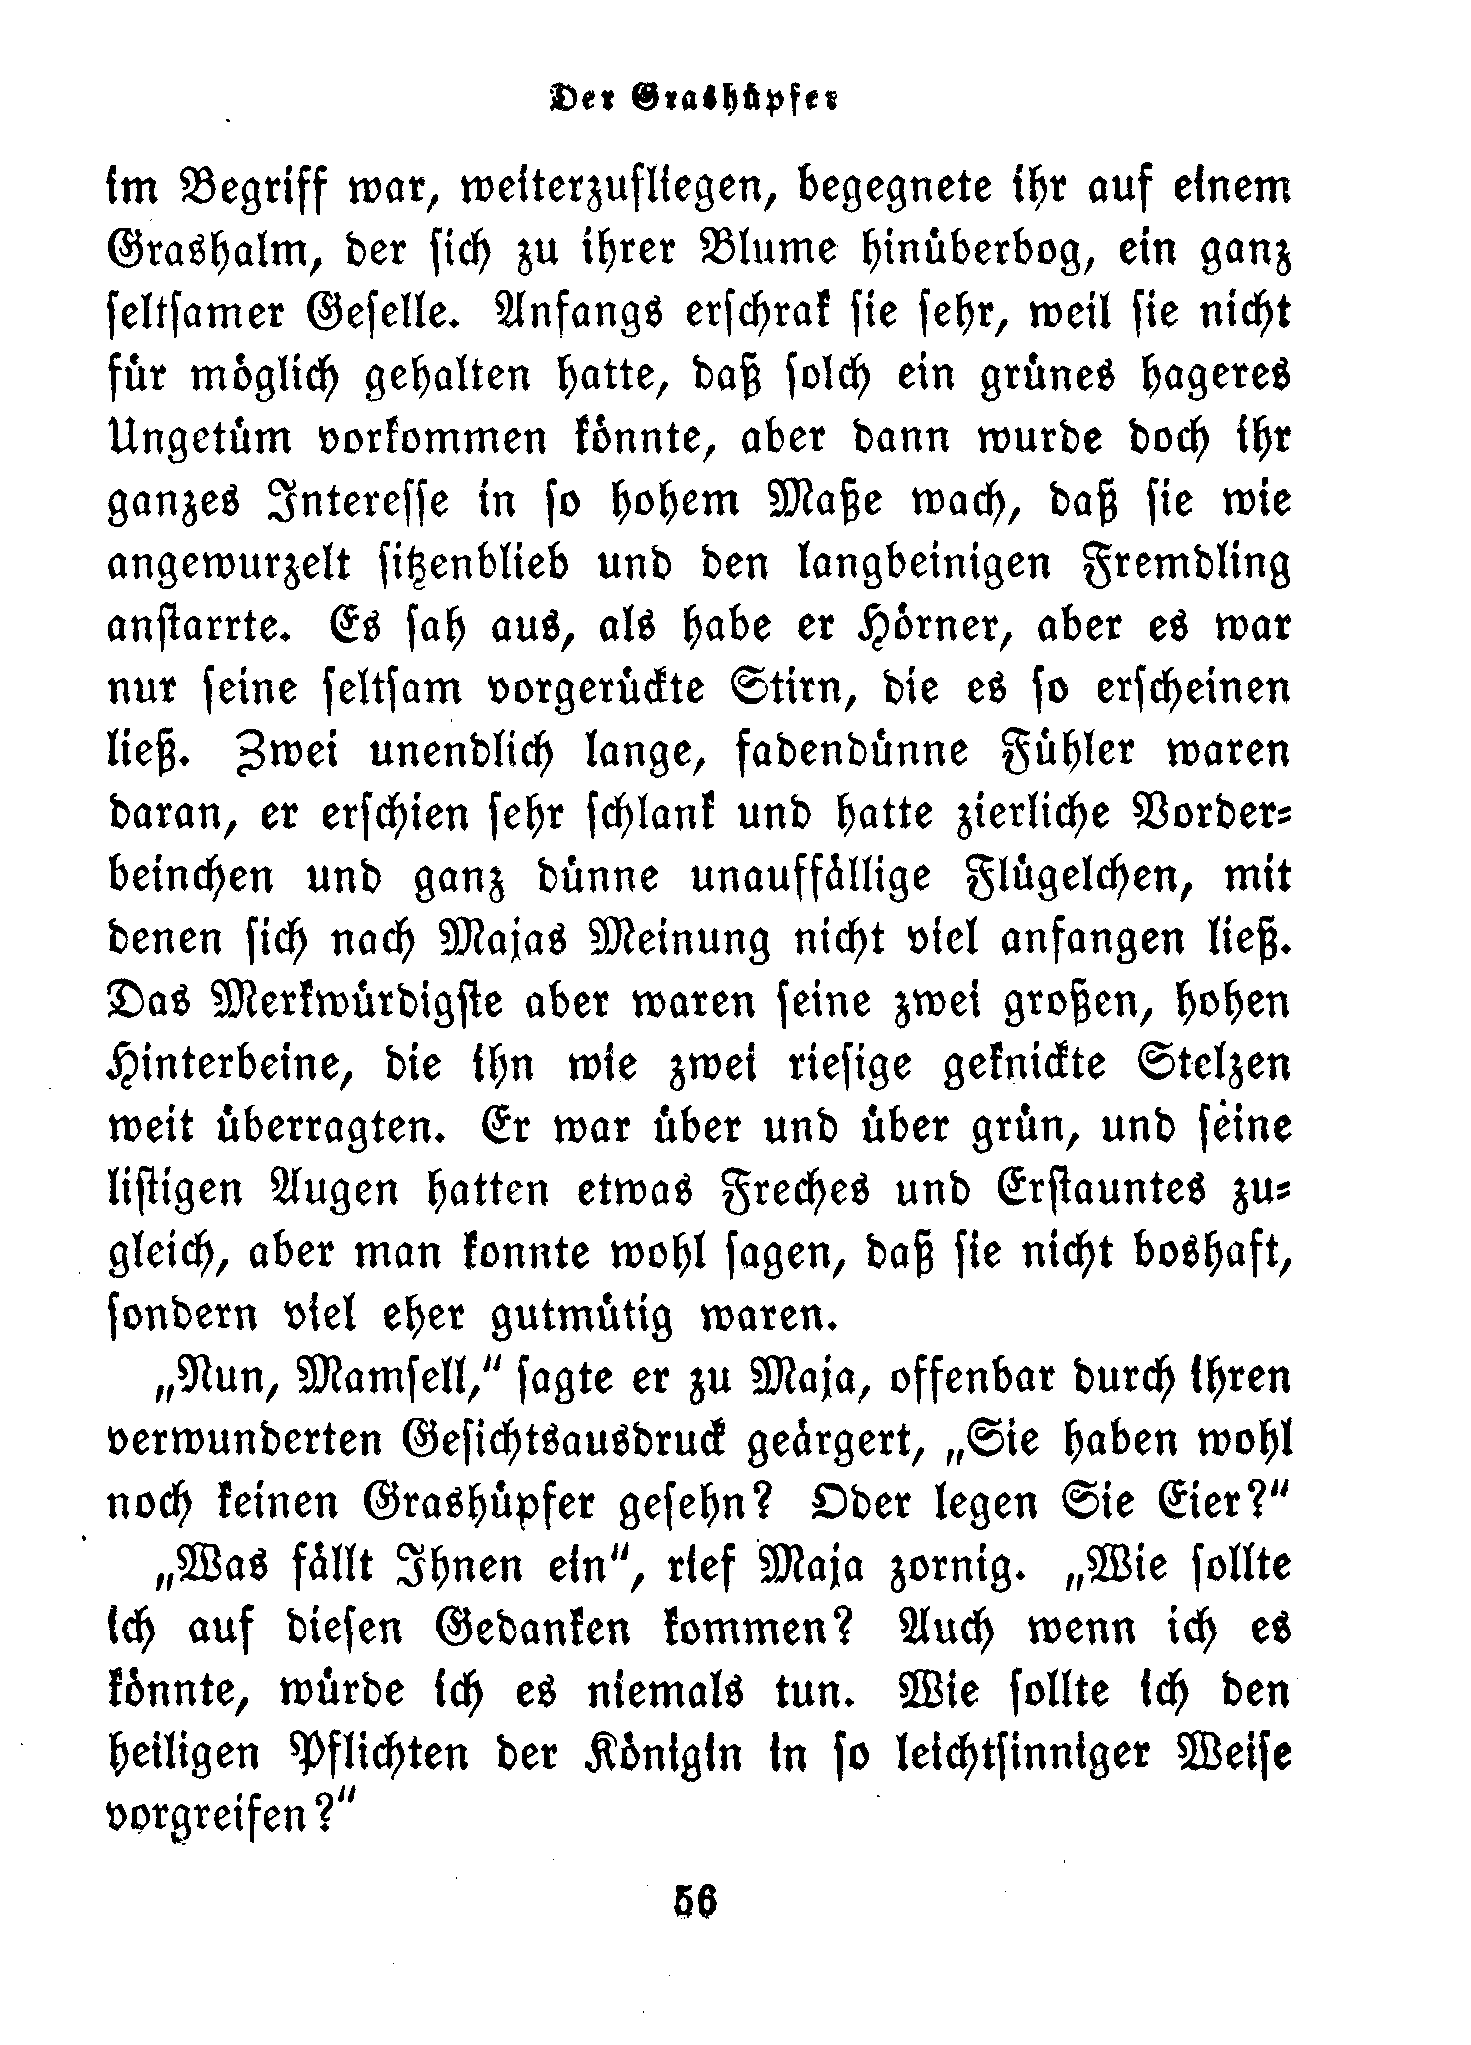 Der Grashüpfer
im Begriff war, weiterzufliegen, begegnete ihr auf einem
Grashalm, der sich zu ihrer Blume hinüberbog, ein ganz
seltsamer Geselle. Anfangs erschrak sie sehr, weil sie nicht
für möglich gehalten hatte, daß solch ein grünes hageres
Ungetüm vorkommen könnte, aber dann wurde doch ihr
ganzes Interesse in so hohem Maße wach, daß sie wie
angewurzelt sitzenblieb und den langbeinigen Fremdling
anstarrte. Es sah aus, als habe er Hörner, aber es war
nur seine seltsam vorgerückte Stirn, die es so erscheinen
ließ. Zwei unendlich lange, fadendünne Fühler waren
daran, er erschien sehr schlank und hatte zierliche Vorder-
beinchen und ganz dünne unauffällige Flügelchen, mit
denen sich nach Majas Meinung nicht viel anfangen ließ.
Das Merkwürdigste aber waren seine zwei großen, hohen
Hinterbeine, die ihn wie zwei riesige geknickte Stelzen
weit überragten. Er war über und über grün, und seine
listigen Augen hatten etwas Freches und Erstauntes zu-
gleich, aber man konnte wohl sagen, daß sie nicht boshaft,
sondern viel eher gutmütig waren.
„Nun, Mamsell,“ sagte er zu Maja, offenbar durch ihren
verwunderten Gesichtsausdruck geärgert, „Sie haben wohl
noch keinen Grashüpfer gesehn? Oder legen Sie Eier?“
„Was fällt Ihnen ein“, rief Maja zornig. „Wie sollte
ich auf diesen Gedanken kommen? Auch wenn ich es
könnte, würde ich es niemals tun. Wie sollte ich den
heiligen Pflichten der Königin in so leichtsinniger Weise
vorgreifen?“
56